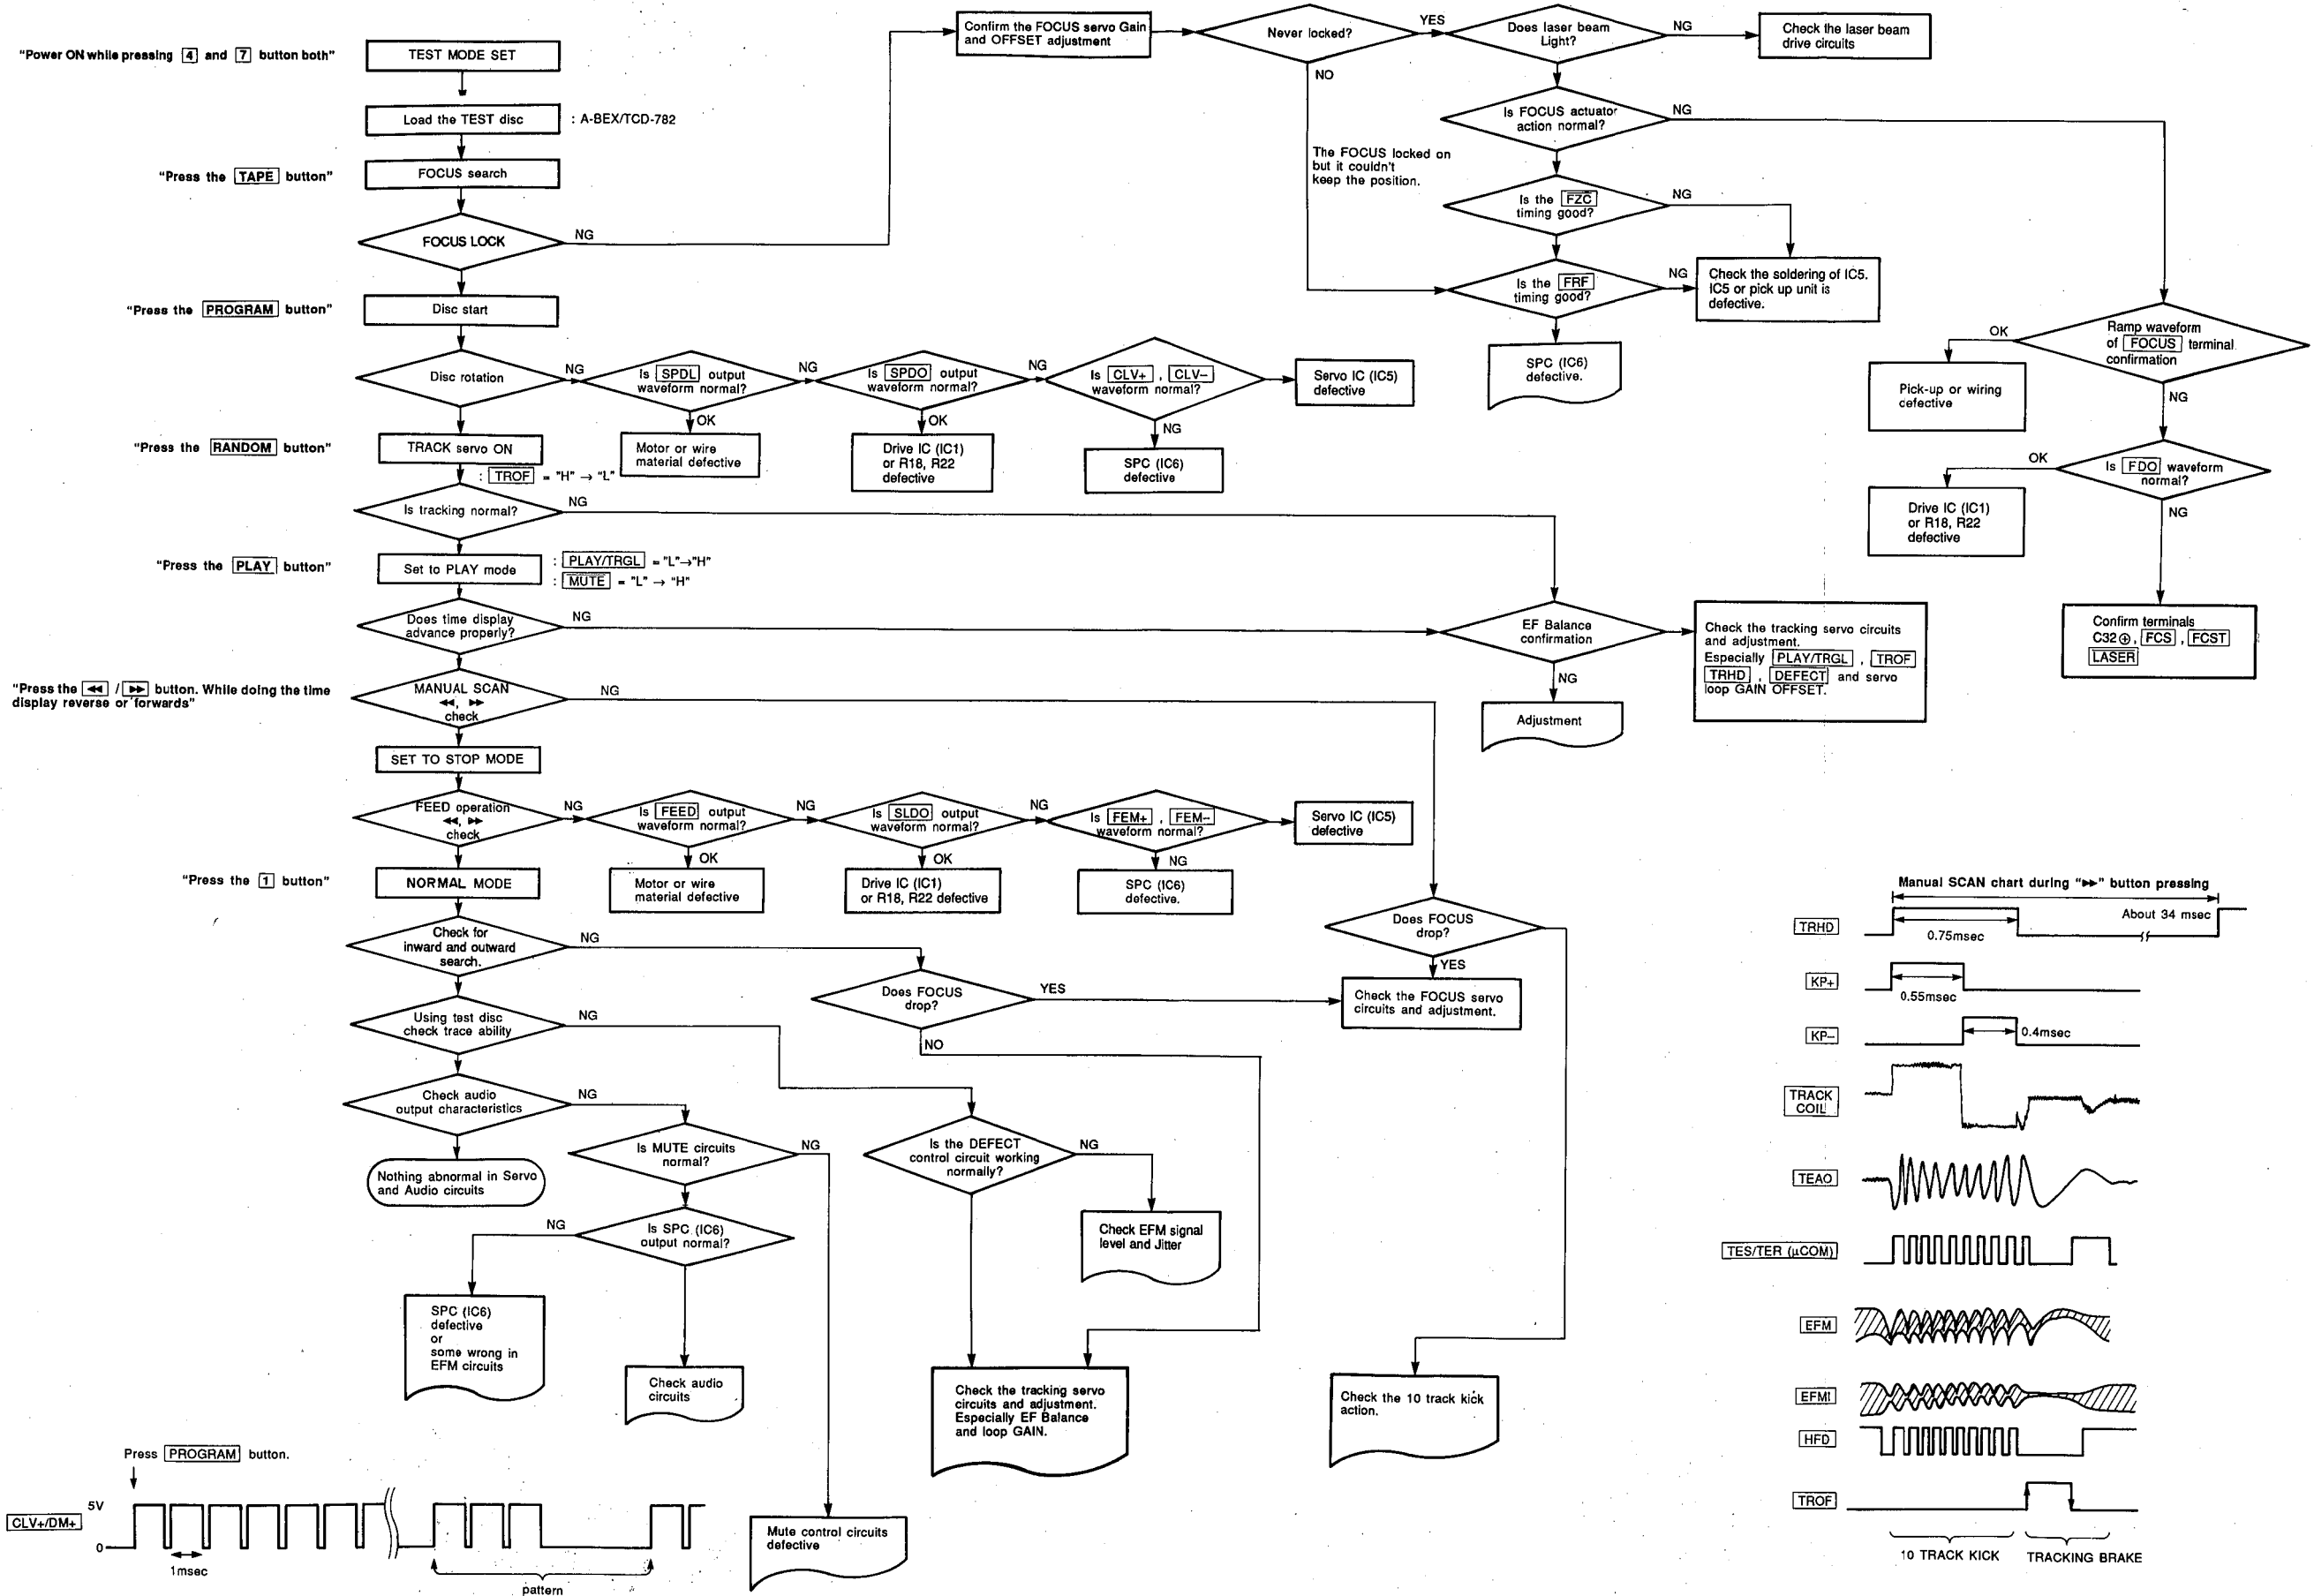 "Power ON while pressing 4 and 7 button both"
TEST MODE SET
Load the TEST disc
: A-BEX/TCD-782
"Press the TAPE button"
FOCUS search
FOCUS LOCK
NG
"Press the PROGRAM button"
Disc start
Disc rotation
NG
Is SPDL output
waveform normal?
NG
OK
Motor or wire
material defective
Is SPDO output
waveform normal?
NG
OK
Drive IC (IC1)
or R18, R22
defective
Is CLV+ , CLV-
waveform normal?
NG
SPC (IC6)
defective
Servo IC (IC5)
defective
"Press the RANDOM button"
TRACK servo ON
: TROF = "H" → "L"
Is tracking normal?
NG
"Press the PLAY button"
Set to PLAY mode
: PLAY/TRGL = "L"→"H"
: MUTE = "L" → "H"
Does time display
advance properly?
NG
"Press the ◀◀ / ▶▶ button. While doing the time
display reverse or forwards"
MANUAL SCAN
◀◀, ▶▶
check
NG
SET TO STOP MODE
FEED operation
◀◀, ▶▶
check
NG
Is FEED output
waveform normal?
NG
OK
Motor or wire
material defective
Is SLDO output
waveform normal?
NG
OK
Drive IC (IC1)
or R18, R22 defective
Is FEM+ , FEM-
waveform normal?
NG
SPC (IC6)
defective.
Servo IC (IC5)
defective
"Press the 1 button"
NORMAL MODE
Check for
inward and outward
search.
NG
Does FOCUS
drop?
YES
NO
Using test disc
check trace ability
NG
Check audio
output characteristics
NG
Nothing abnormal in Servo
and Audio circuits
Is MUTE circuits
normal?
NG
Is SPC (IC6)
output normal?
NG
SPC (IC6)
defective
or
some wrong in
EFM circuits
Check audio
circuits
Mute control circuits
defective
Is the DEFECT
control circuit working
normally?
NG
Check EFM signal
level and Jitter
Check the tracking servo
circuits and adjustment.
Especially EF Balance
and loop GAIN.
Confirm the FOCUS servo Gain
and OFFSET adjustment
Never locked?
YES
NO
The FOCUS locked on
but it couldn't
keep the position.
Does laser beam
Light?
NG
Check the laser beam
drive circuits
Is FOCUS actuator
action normal?
NG
Is the FZC
timing good?
NG
Is the FRF
timing good?
NG
Check the soldering of IC5.
IC5 or pick up unit is
defective.
SPC (IC6)
defective.
Ramp waveform
of FOCUS terminal
confirmation
OK
Pick-up or wiring
defective
NG
Is FDO waveform
normal?
OK
Drive IC (IC1)
or R18, R22
defective
NG
Confirm terminals
C32⊕, FCS , FCST
LASER
EF Balance
confirmation
NG
Adjustment
Check the tracking servo circuits
and adjustment.
Especially PLAY/TRGL , TROF
TRHD , DEFECT and servo
loop GAIN OFFSET.
Does FOCUS
drop?
YES
Check the FOCUS servo
circuits and adjustment.
Check the 10 track kick
action.
Manual SCAN chart during "▶▶" button pressing
TRHD
About 34 msec
0.75msec
KP+
0.55msec
KP-
0.4msec
TRACK
COIL
TEAO
TES/TER (μCOM)
EFM
EFMI
HFD
TROF
10 TRACK KICK
TRACKING BRAKE
Press PROGRAM button.
CLV+/DM+
5V
0
1msec
pattern